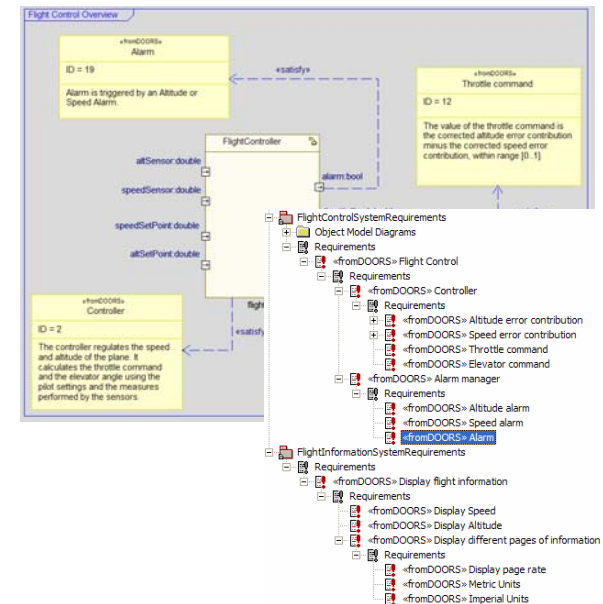 Flight Control Overview
«fromDOORS»
Alarm
ID = 19
Alarm is triggered by an Altitude or
Speed Alarm.
«satisfy»
«fromDOORS»
Throttle command
ID = 12
The value of the throttle command is
the corrected altitude error contribution
minus the corrected speed error
contribution, within range [0..1]
FlightController
altSensor:double
speedSensor:double
speedSetPoint:double
altSetPoint:double
alarm:bool
flight
«satisfy
«fromDOORS»
Controller
ID = 2
The controller regulates the speed
and altitude of the plane. It
calculates the throttle command
and the elevator angle using the
pilot settings and the measures
performed by the sensors.
FlightControlSystemRequirements
Object Model Diagrams
Requirements
«fromDOORS» Flight Control
Requirements
«fromDOORS» Controller
Requirements
«fromDOORS» Altitude error contribution
«fromDOORS» Speed error contribution
«fromDOORS» Throttle command
«fromDOORS» Elevator command
«fromDOORS» Alarm manager
Requirements
«fromDOORS» Altitude alarm
«fromDOORS» Speed alarm
«fromDOORS» Alarm
FlightInformationSystemRequirements
Requirements
«fromDOORS» Display flight information
Requirements
«fromDOORS» Display Speed
«fromDOORS» Display Altitude
«fromDOORS» Display different pages of information
Requirements
«fromDOORS» Display page rate
«fromDOORS» Metric Units
«fromDOORS» Imperial Units